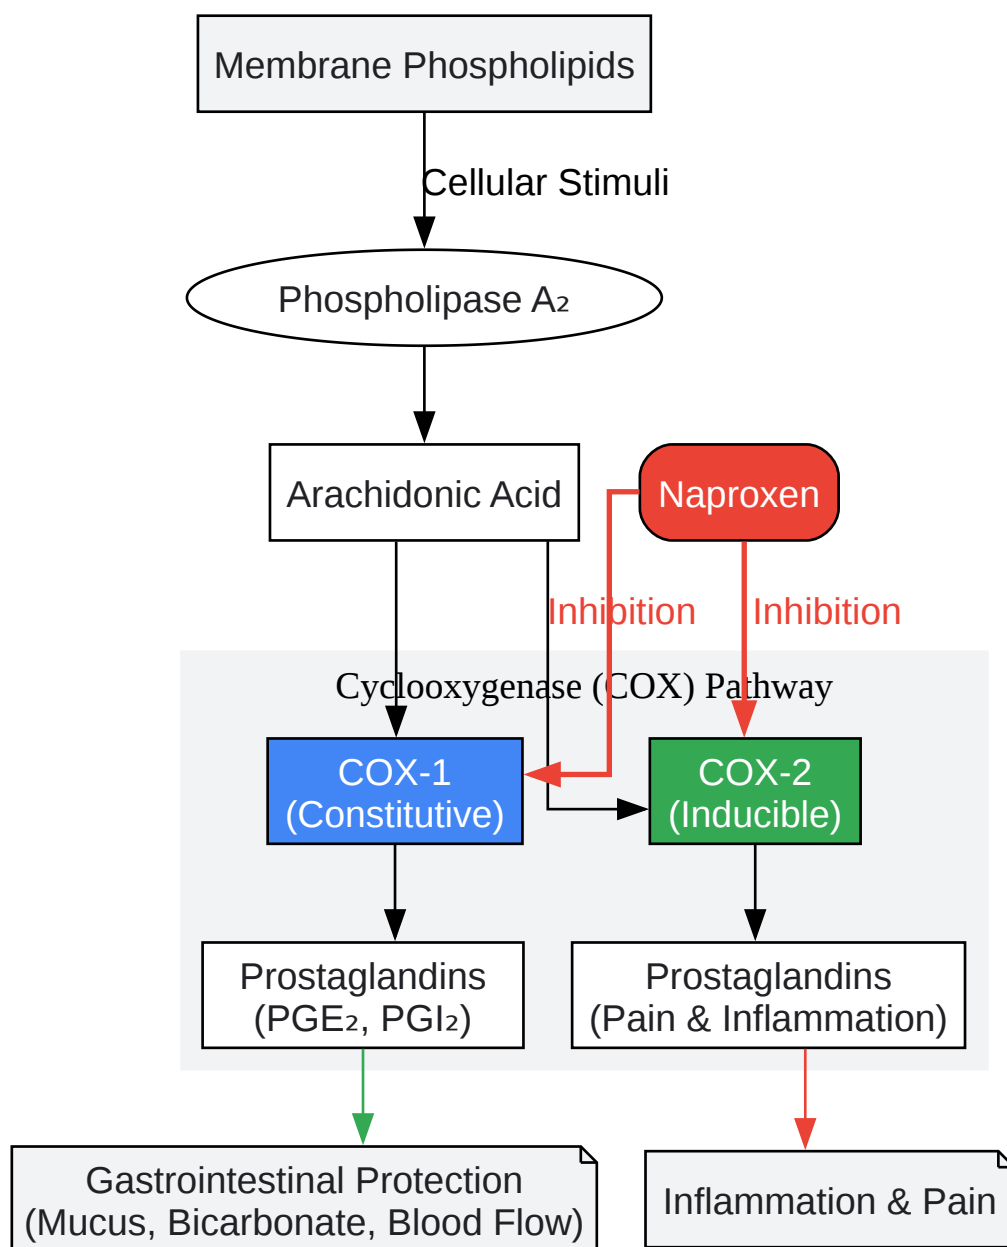 Membrane Phospholipids
Cellular Stimuli
Phospholipase A₂
Arachidonic Acid
Naproxen
Inhibition
Inhibition
Cyclooxygenase (COX) Pathway
COX-1
(Constitutive)
COX-2
(Inducible)
Prostaglandins
(PGE₂, PGI₂)
Prostaglandins
(Pain & Inflammation)
Gastrointestinal Protection
(Mucus, Bicarbonate, Blood Flow)
Inflammation & Pain